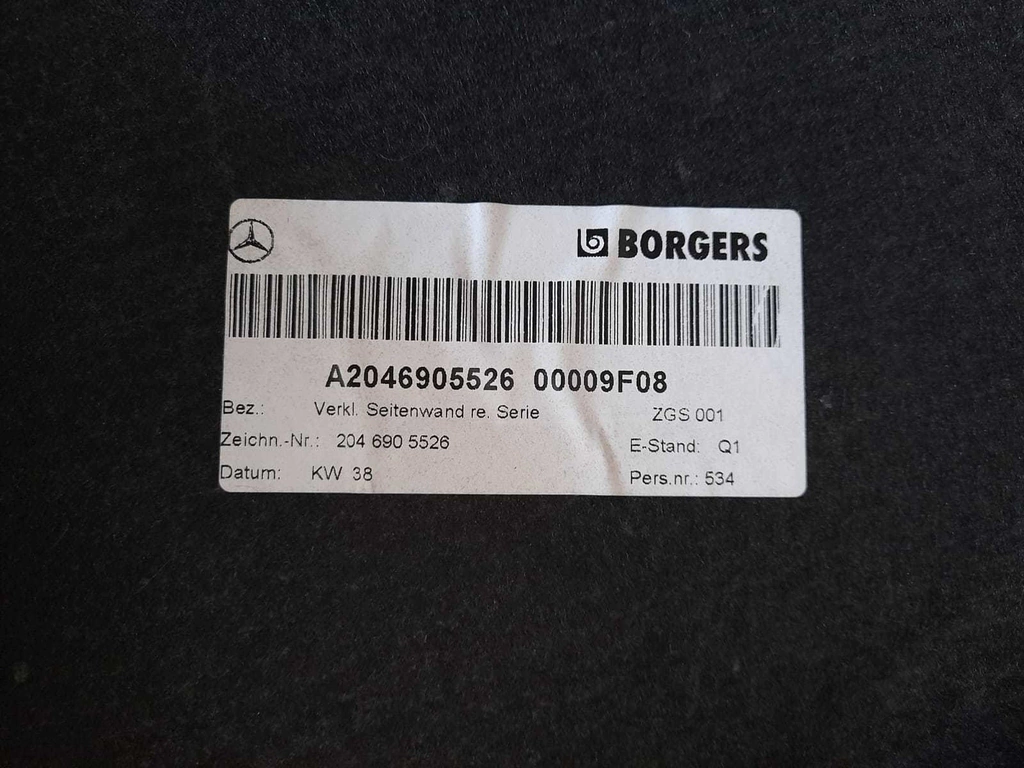 BORGERS
A2046905526 00009F08
Bez.: Verkl. Seitenwand re. Serie ZGS 001
Zeichn.-Nr.: 204 690 5526 E-Stand: Q1
Datum: KW 38 Pers.nr.: 534